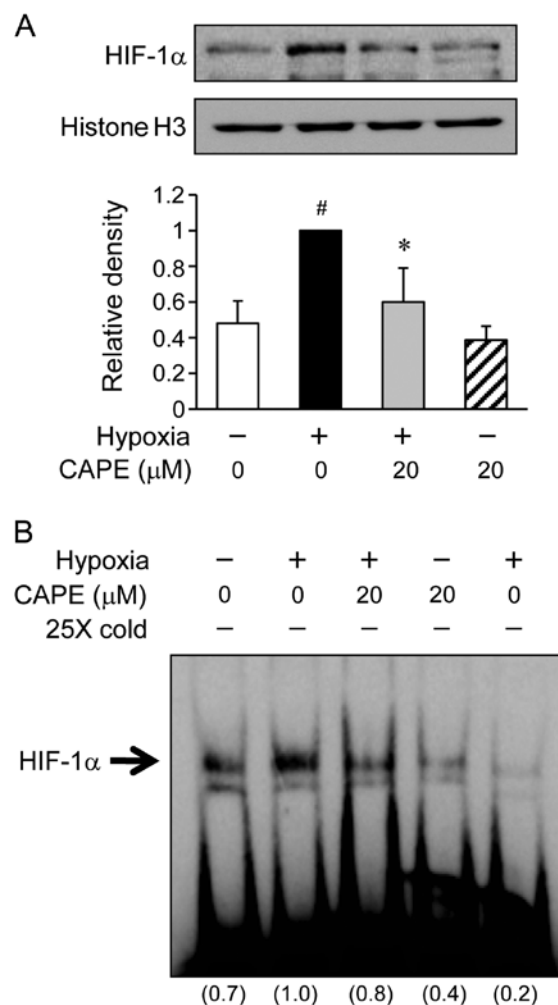 A
HIF-1α
Histone H3
Relative density
1.2
1
0.8
0.6
0.4
0.2
0
#
*
Hypoxia − + + −
CAPE (μM) 0 0 20 20
B
Hypoxia − + + − +
CAPE (μM) 0 0 20 20 0
25X cold − − − − −
HIF-1α
(0.7) (1.0) (0.8) (0.4) (0.2)